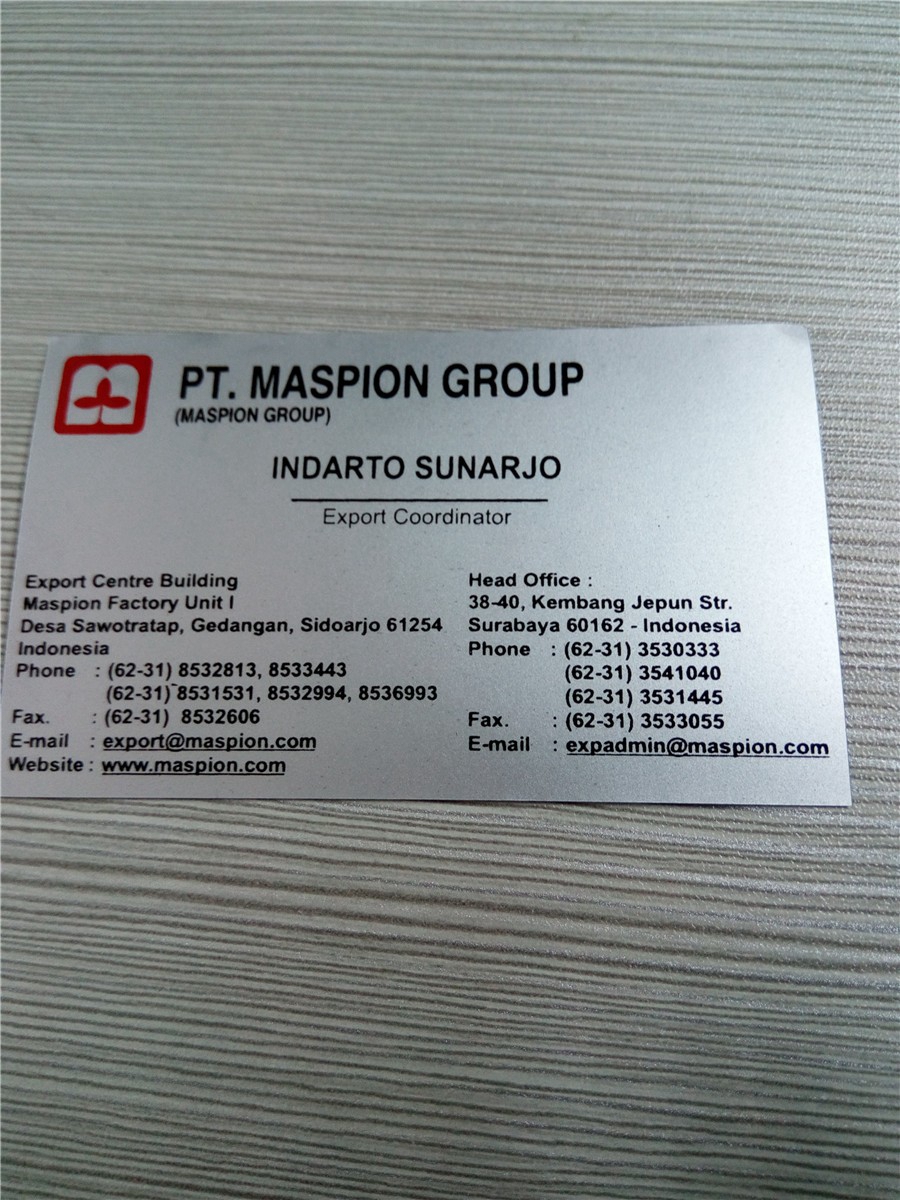 PT. MASPION GROUP
(MASPION GROUP)
INDARTO SUNARJO
Export Coordinator
Export Centre Building
Maspion Factory Unit I
Desa Sawotratap, Gedangan, Sidoarjo 61254
Indonesia
Phone : (62-31) 8532813, 8533443
(62-31) 8531531, 8532994, 8536993
Fax. : (62-31) 8532606
E-mail : export@maspion.com
Website : www.maspion.com
Head Office :
38-40, Kembang Jepun Str.
Surabaya 60162 - Indonesia
Phone : (62-31) 3530333
(62-31) 3541040
(62-31) 3531445
Fax. : (62-31) 3533055
E-mail : expadmin@maspion.com